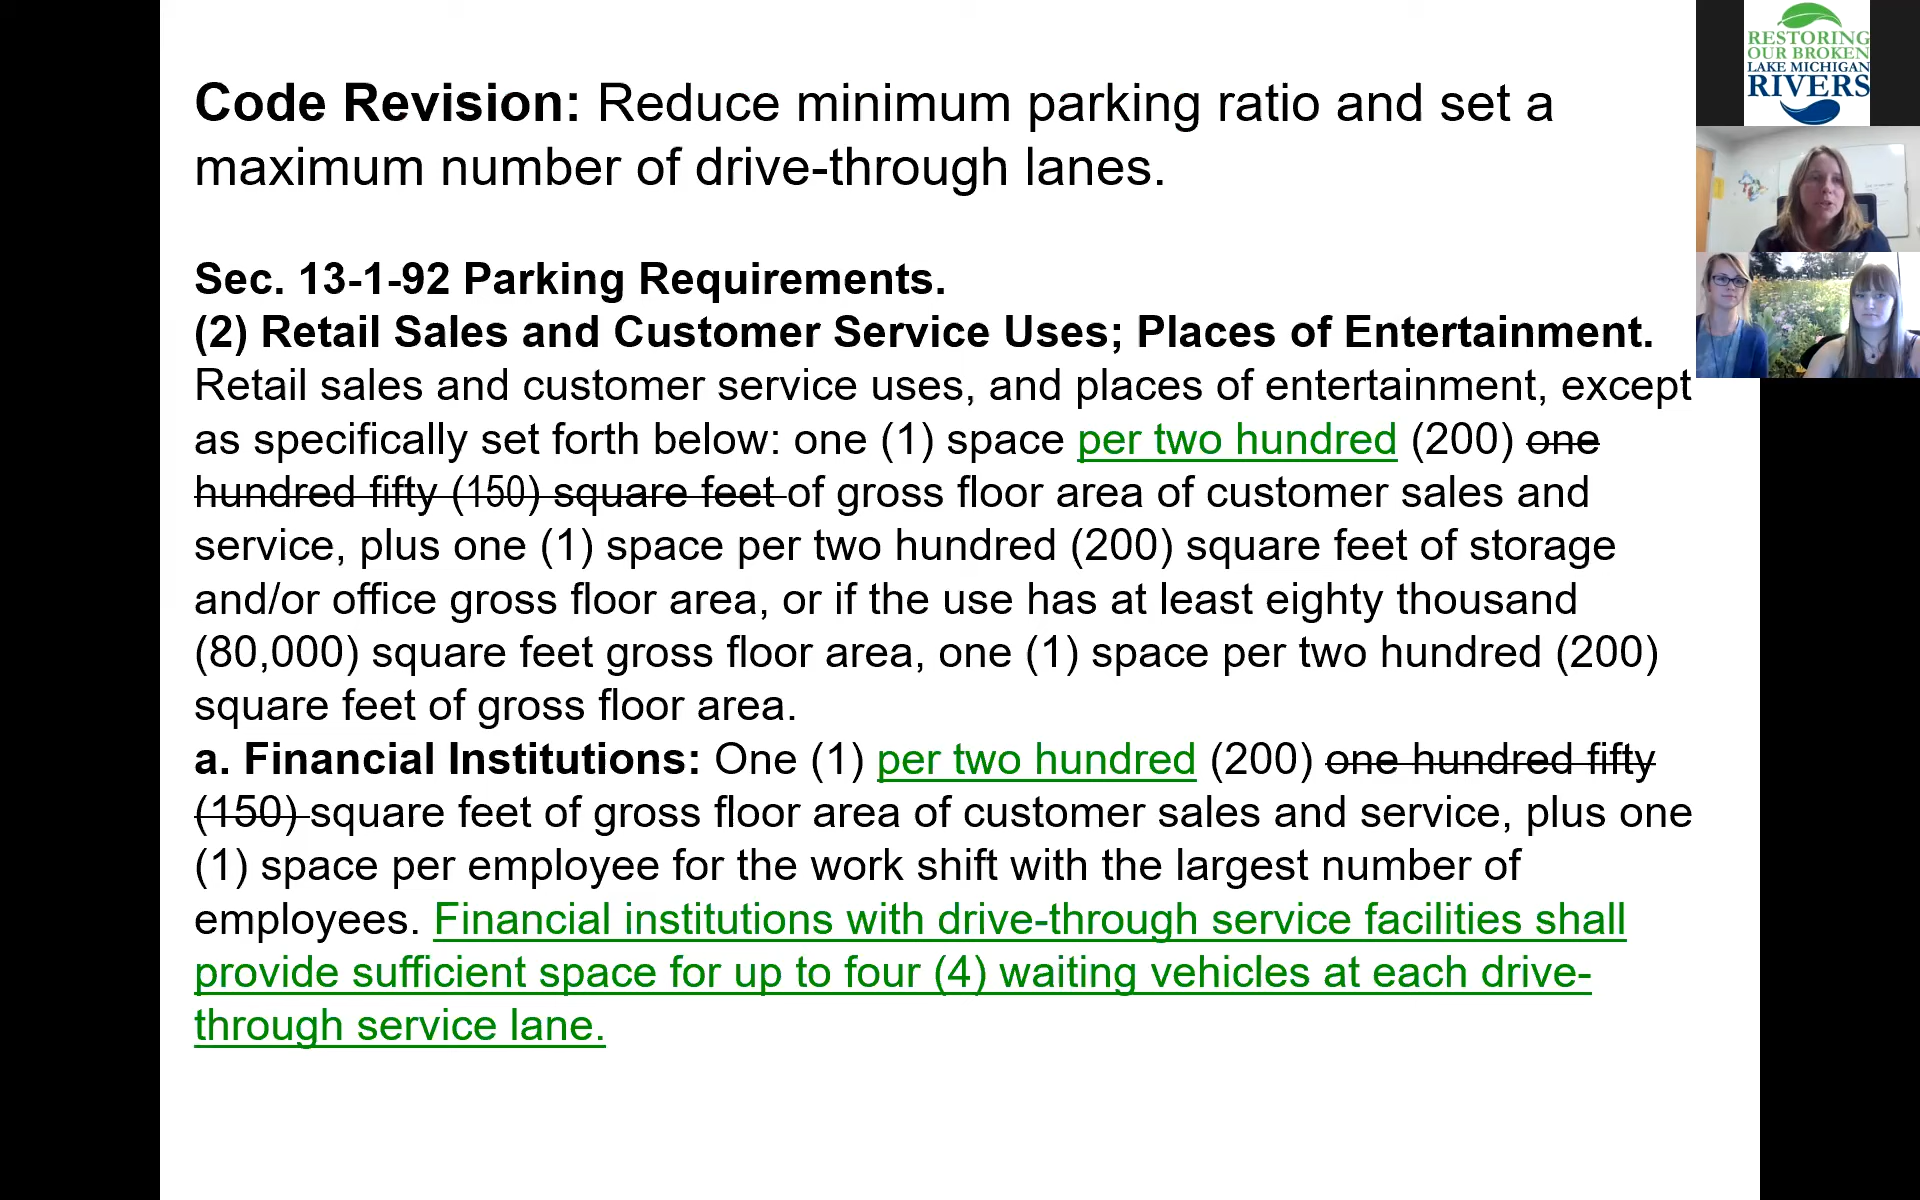 Code Revision: Reduce minimum parking ratio and set a
maximum number of drive-through lanes.
Sec. 13-1-92 Parking Requirements.
(2) Retail Sales and Customer Service Uses; Places of Entertainment.
Retail sales and customer service uses, and places of entertainment, except
as specifically set forth below: one (1) space per two hundred (200) one
hundred fifty (150) square feet of gross floor area of customer sales and
service, plus one (1) space per two hundred (200) square feet of storage
and/or office gross floor area, or if the use has at least eighty thousand
(80,000) square feet gross floor area, one (1) space per two hundred (200)
square feet of gross floor area.
a. Financial Institutions: One (1) per two hundred (200) one hundred fifty
(150) square feet of gross floor area of customer sales and service, plus one
(1) space per employee for the work shift with the largest number of
employees. Financial institutions with drive-through service facilities shall
provide sufficient space for up to four (4) waiting vehicles at each drive-
through service lane.
RESTORING
OUR BROKEN
LAKE MICHIGAN
RIVERS